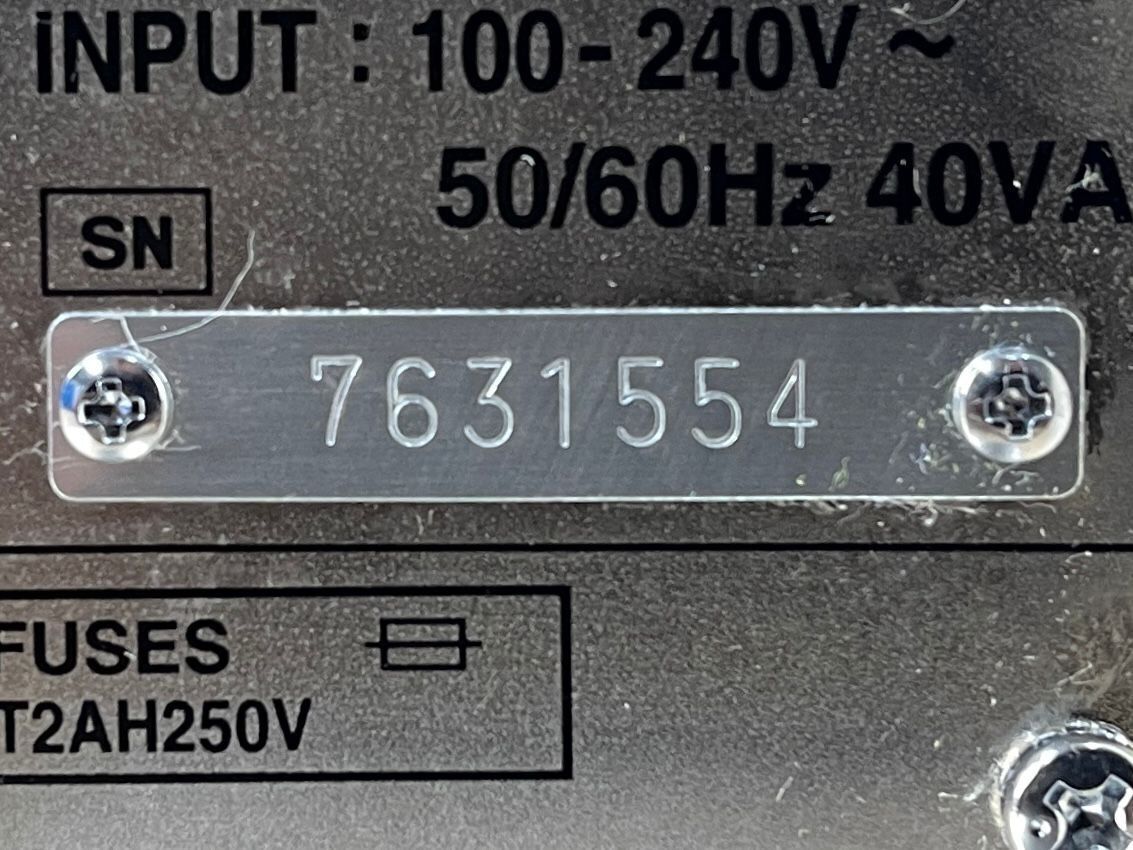 iNPUT : 100-240V ~
50/60Hz 40VA
SN
7631554
FUSES
T2AH250V